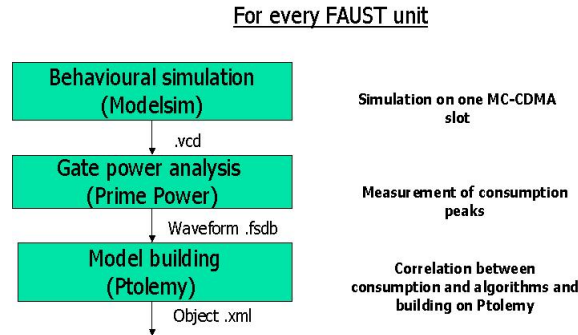 For every FAUST unit
Behavioural simulation
(Modelsim)
Simulation on one MC-CDMA
slot
.vcd
Gate power analysis
(Prime Power)
Measurement of consumption
peaks
Waveform .fsdb
Model building
(Ptolemy)
Correlation between
consumption and algorithms and
building on Ptolemy
Object .xml